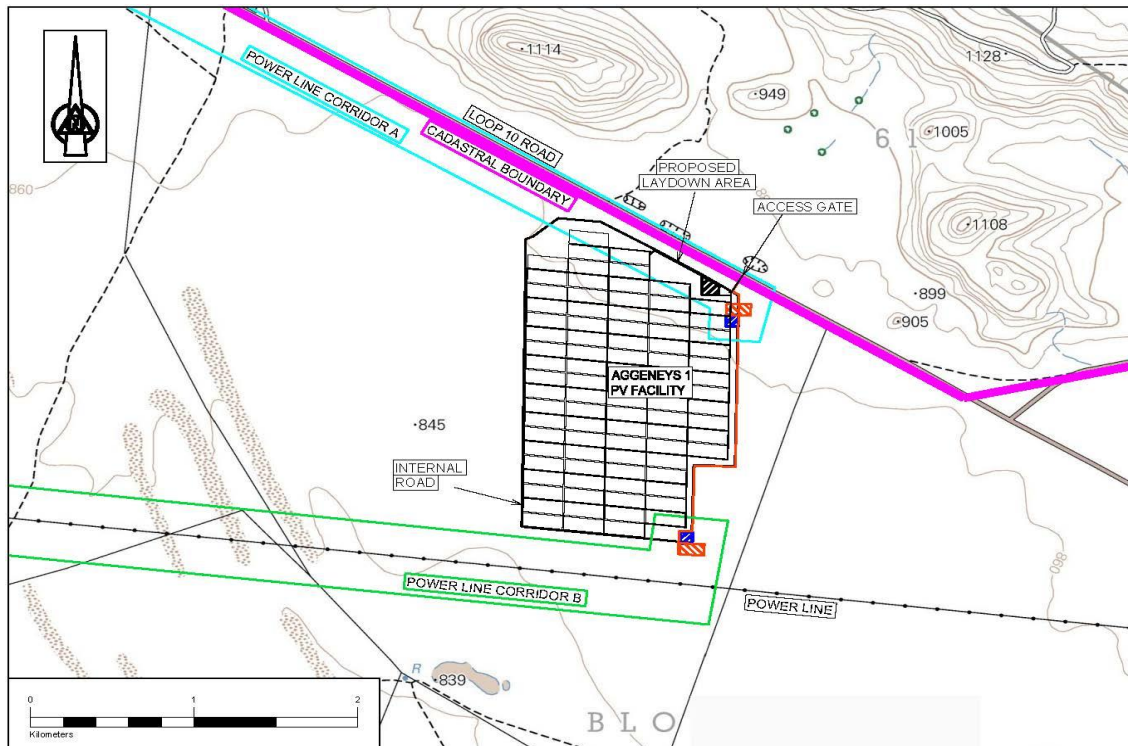 1114
1128
POWER LINE CORRIDOR A
949
LOOP 10 ROAD
1005
6 1
CADASTRAL BOUNDARY
PROPOSED
LAYDOWN AREA
860
ACCESS GATE
1108
899
905
AGGENEYS 1
PV FACILITY
845
INTERNAL
ROAD
860
POWER LINE CORRIDOR B
POWER LINE
R
839
0 1 2
Kilometers
B L O